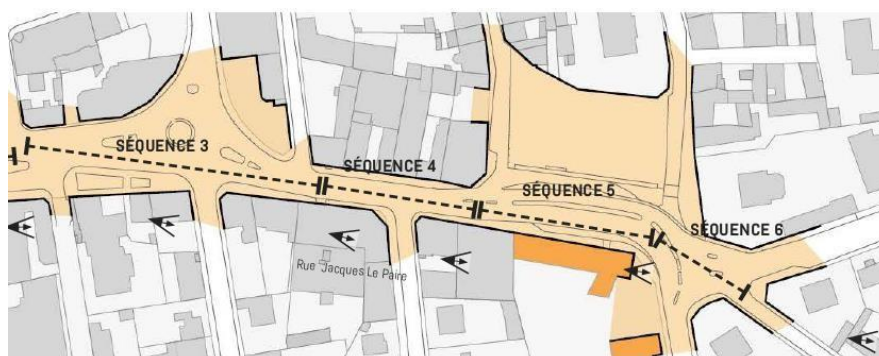 SÉQUENCE 3
SÉQUENCE 4
SÉQUENCE 5
SÉQUENCE 6
Rue Jacques Le Paire